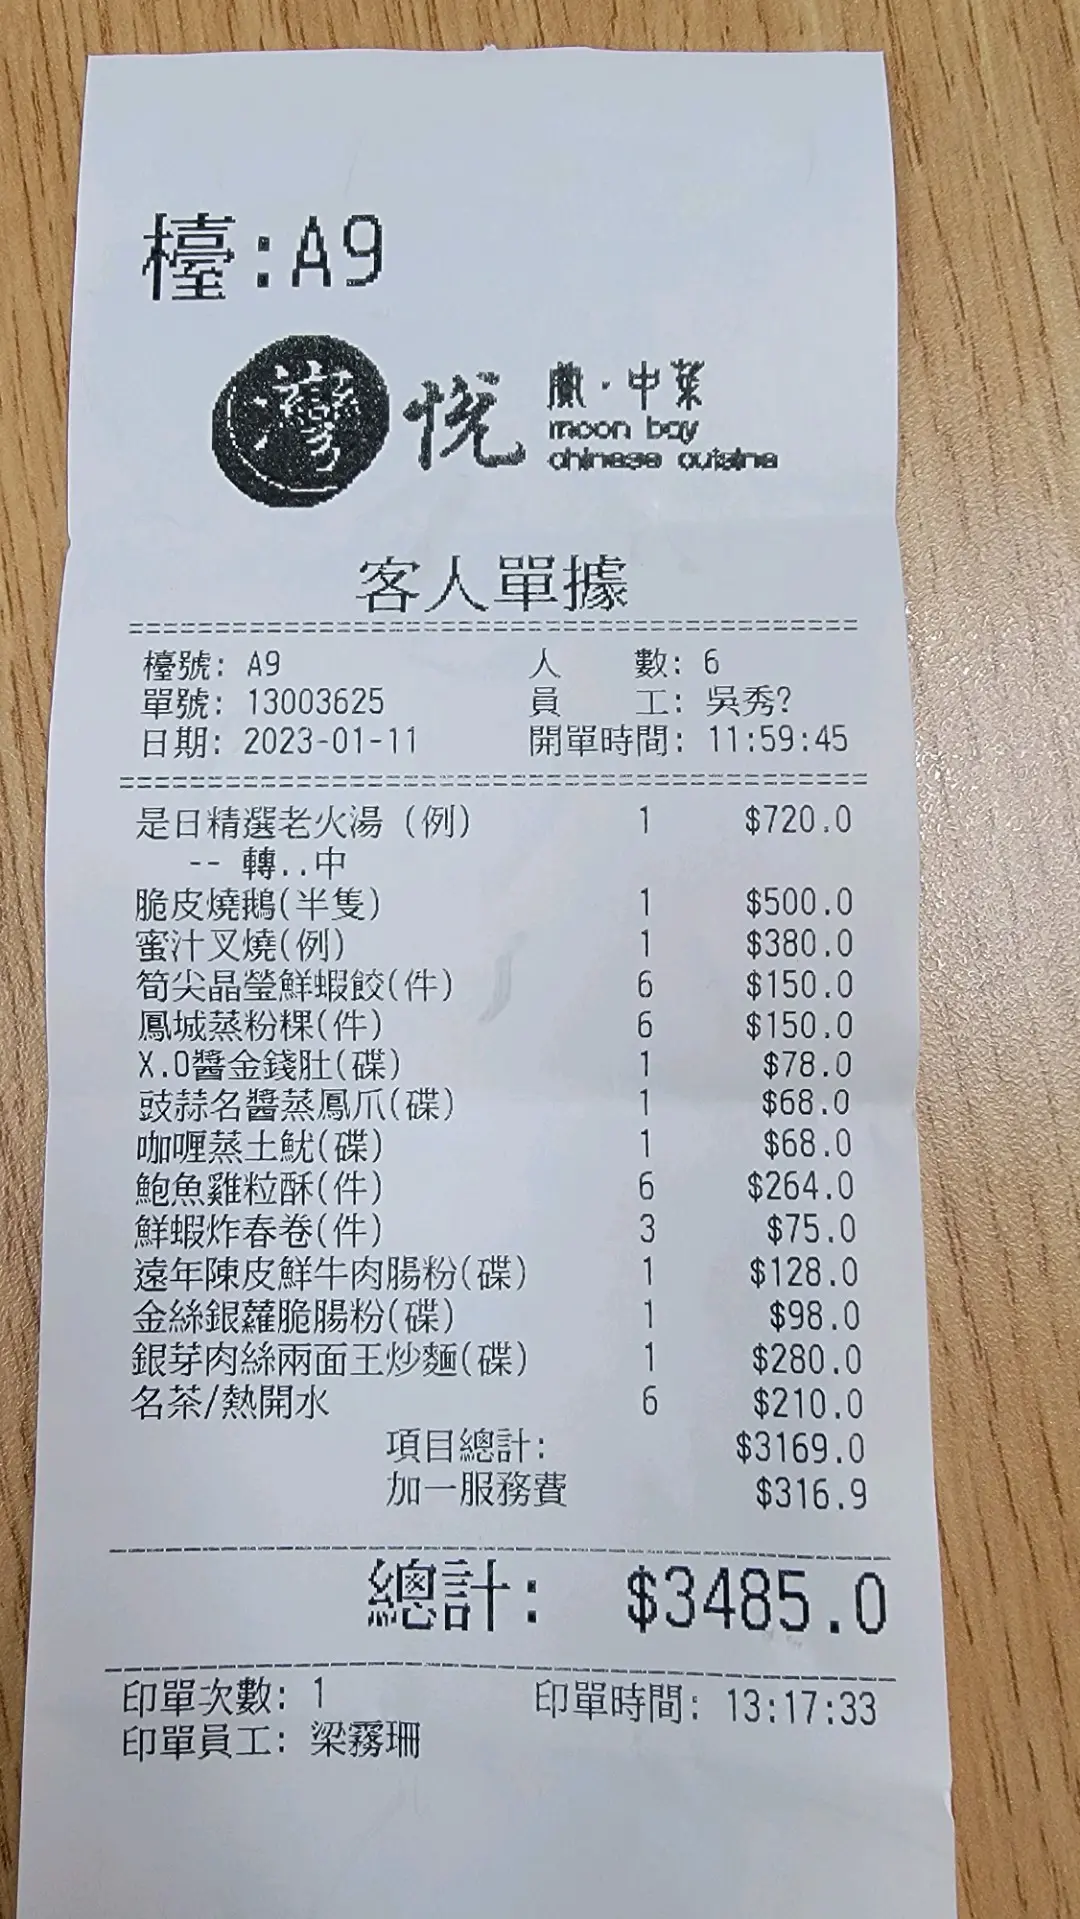 檯:A9
灣
悅 ‧中菜
moon bay
chinese cuisine
客人單據
檯號: A9 人 數: 6
單號: 13003625 員 工: 吳秀?
日期: 2023-01-11 開單時間: 11:59:45
是日精選老火湯 (例) 1 $720.0
-- 轉..中
脆皮燒鵝(半隻) 1 $500.0
蜜汁叉燒(例) 1 $380.0
筍尖晶瑩鮮蝦餃(件) 6 $150.0
鳳城蒸粉粿(件) 6 $150.0
X.O醬金錢肚(碟) 1 $78.0
豉蒜名醬蒸鳳爪(碟) 1 $68.0
咖喱蒸土魷(碟) 1 $68.0
鮑魚雞粒酥(件) 6 $264.0
鮮蝦炸春卷(件) 3 $75.0
遠年陳皮鮮牛肉腸粉(碟) 1 $128.0
金絲銀蘿脆腸粉(碟) 1 $98.0
銀芽肉絲兩面王炒麵(碟) 1 $280.0
名茶/熱開水 6 $210.0
項目總計: $3169.0
加一服務費 $316.9
總計: $3485.0
印單次數: 1 印單時間: 13:17:33
印單員工: 梁霧珊